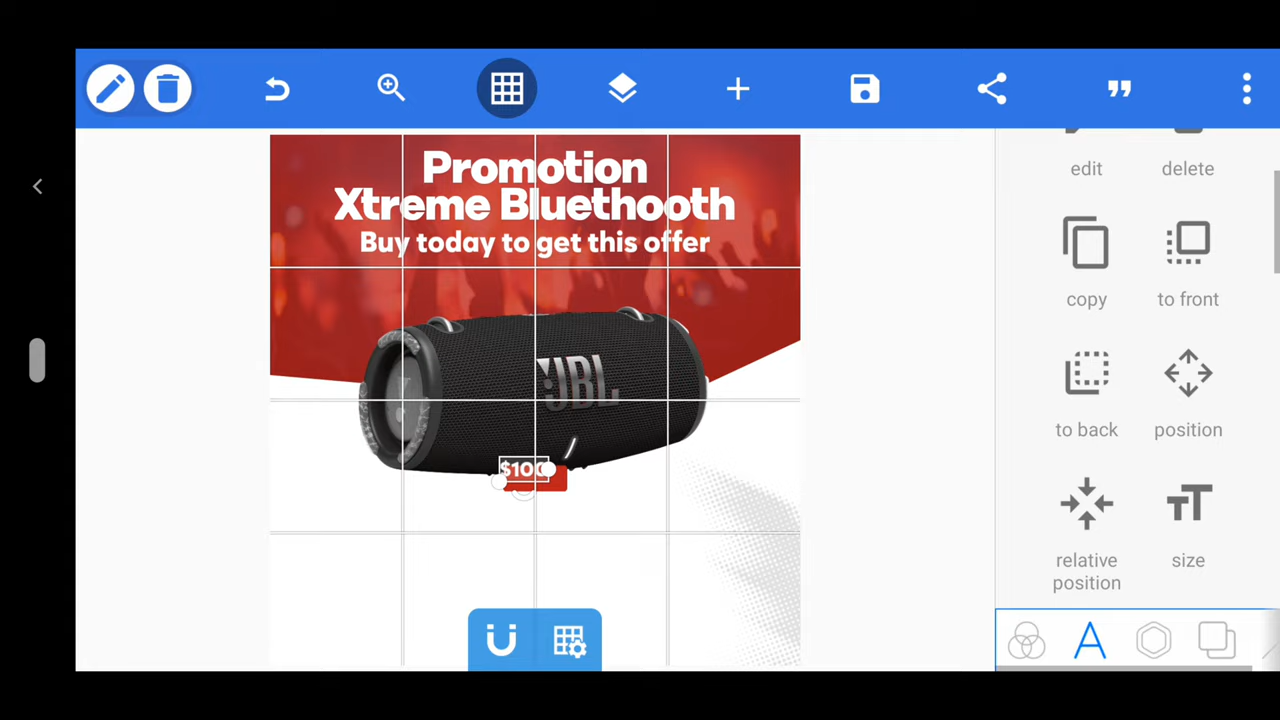 Promotion
Xtreme Bluethooth
Buy today to get this offer
JBL
$100
edit delete
copy to front
to back position
relative position size